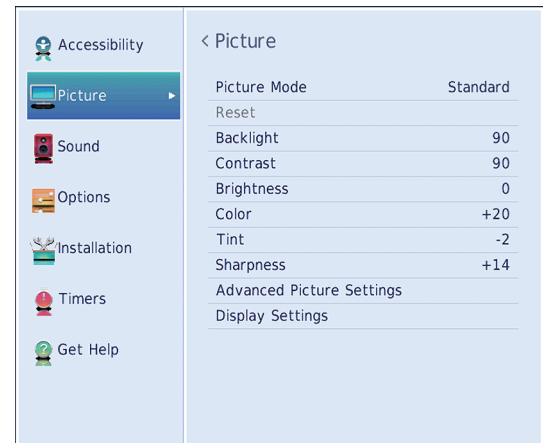 Accessibility
Picture
Sound
Options
Installation
Timers
Get Help
< Picture
Picture Mode Standard
Reset
Backlight 90
Contrast 90
Brightness 0
Color +20
Tint -2
Sharpness +14
Advanced Picture Settings
Display Settings